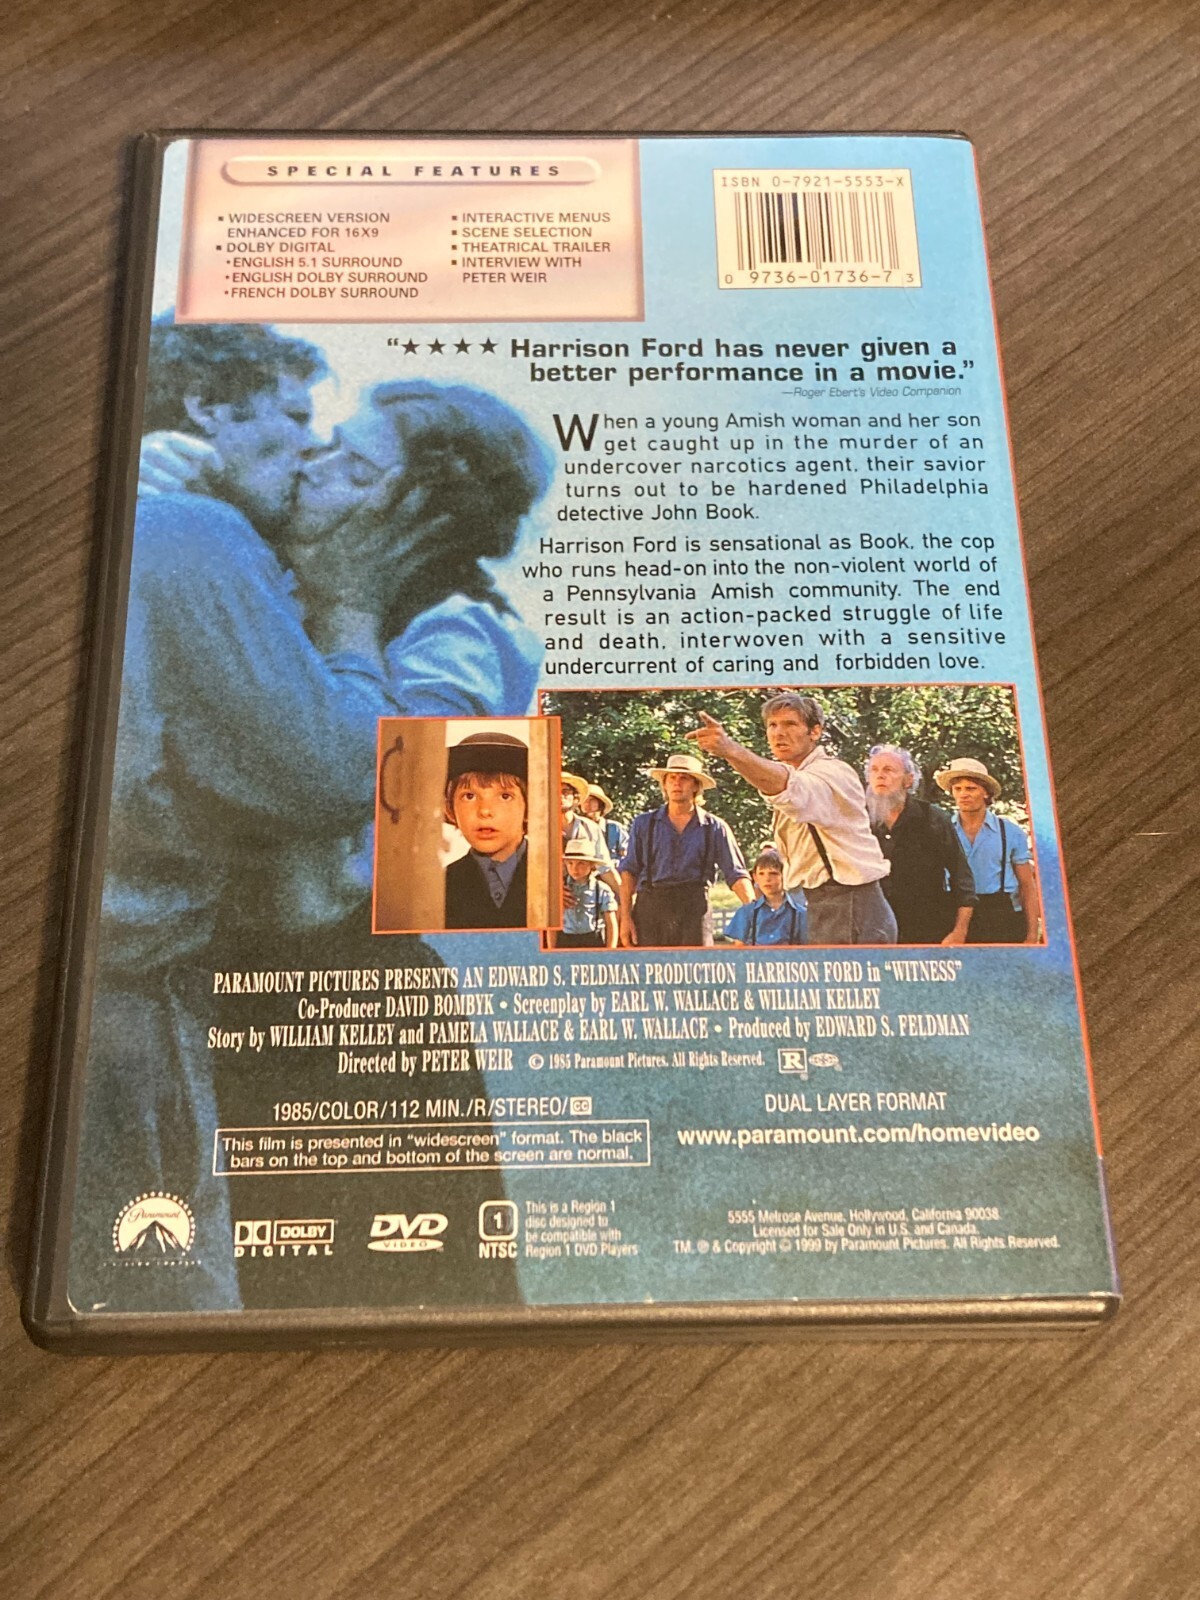 SPECIAL FEATURES
▪ WIDESCREEN VERSION
ENHANCED FOR 16X9
▪ DOLBY DIGITAL
•ENGLISH 5.1 SURROUND
•ENGLISH DOLBY SURROUND
•FRENCH DOLBY SURROUND
▪ INTERACTIVE MENUS
▪ SCENE SELECTION
▪ THEATRICAL TRAILER
▪ INTERVIEW WITH
PETER WEIR
ISBN 0-7921-5553-X
0 9736-01736-7 3
"★★★★ Harrison Ford has never given a
better performance in a movie."
—Roger Ebert's Video Companion
When a young Amish woman and her son
get caught up in the murder of an
undercover narcotics agent, their savior
turns out to be hardened Philadelphia
detective John Book.
Harrison Ford is sensational as Book, the cop
who runs head-on into the non-violent world of
a Pennsylvania Amish community. The end
result is an action-packed struggle of life
and death, interwoven with a sensitive
undercurrent of caring and forbidden love.
PARAMOUNT PICTURES PRESENTS AN EDWARD S. FELDMAN PRODUCTION HARRISON FORD in "WITNESS"
Co-Producer DAVID BOMBYK • Screenplay by EARL W. WALLACE & WILLIAM KELLEY
Story by WILLIAM KELLEY and PAMELA WALLACE & EARL W. WALLACE • Produced by EDWARD S. FELDMAN
Directed by PETER WEIR © 1985 Paramount Pictures. All Rights Reserved. R
1985/COLOR/112 MIN./R/STEREO/CC
DUAL LAYER FORMAT
This film is presented in "widescreen" format. The black
bars on the top and bottom of the screen are normal.
www.paramount.com/homevideo
Paramount
DOLBY
DIGITAL
DVD
VIDEO
1
NTSC
This is a Region 1
disc designed to
be compatible with
Region 1 DVD Players
5555 Melrose Avenue, Hollywood, California 90038
Licensed for Sale Only in U.S. and Canada.
TM, ® & Copyright © 1999 by Paramount Pictures. All Rights Reserved.